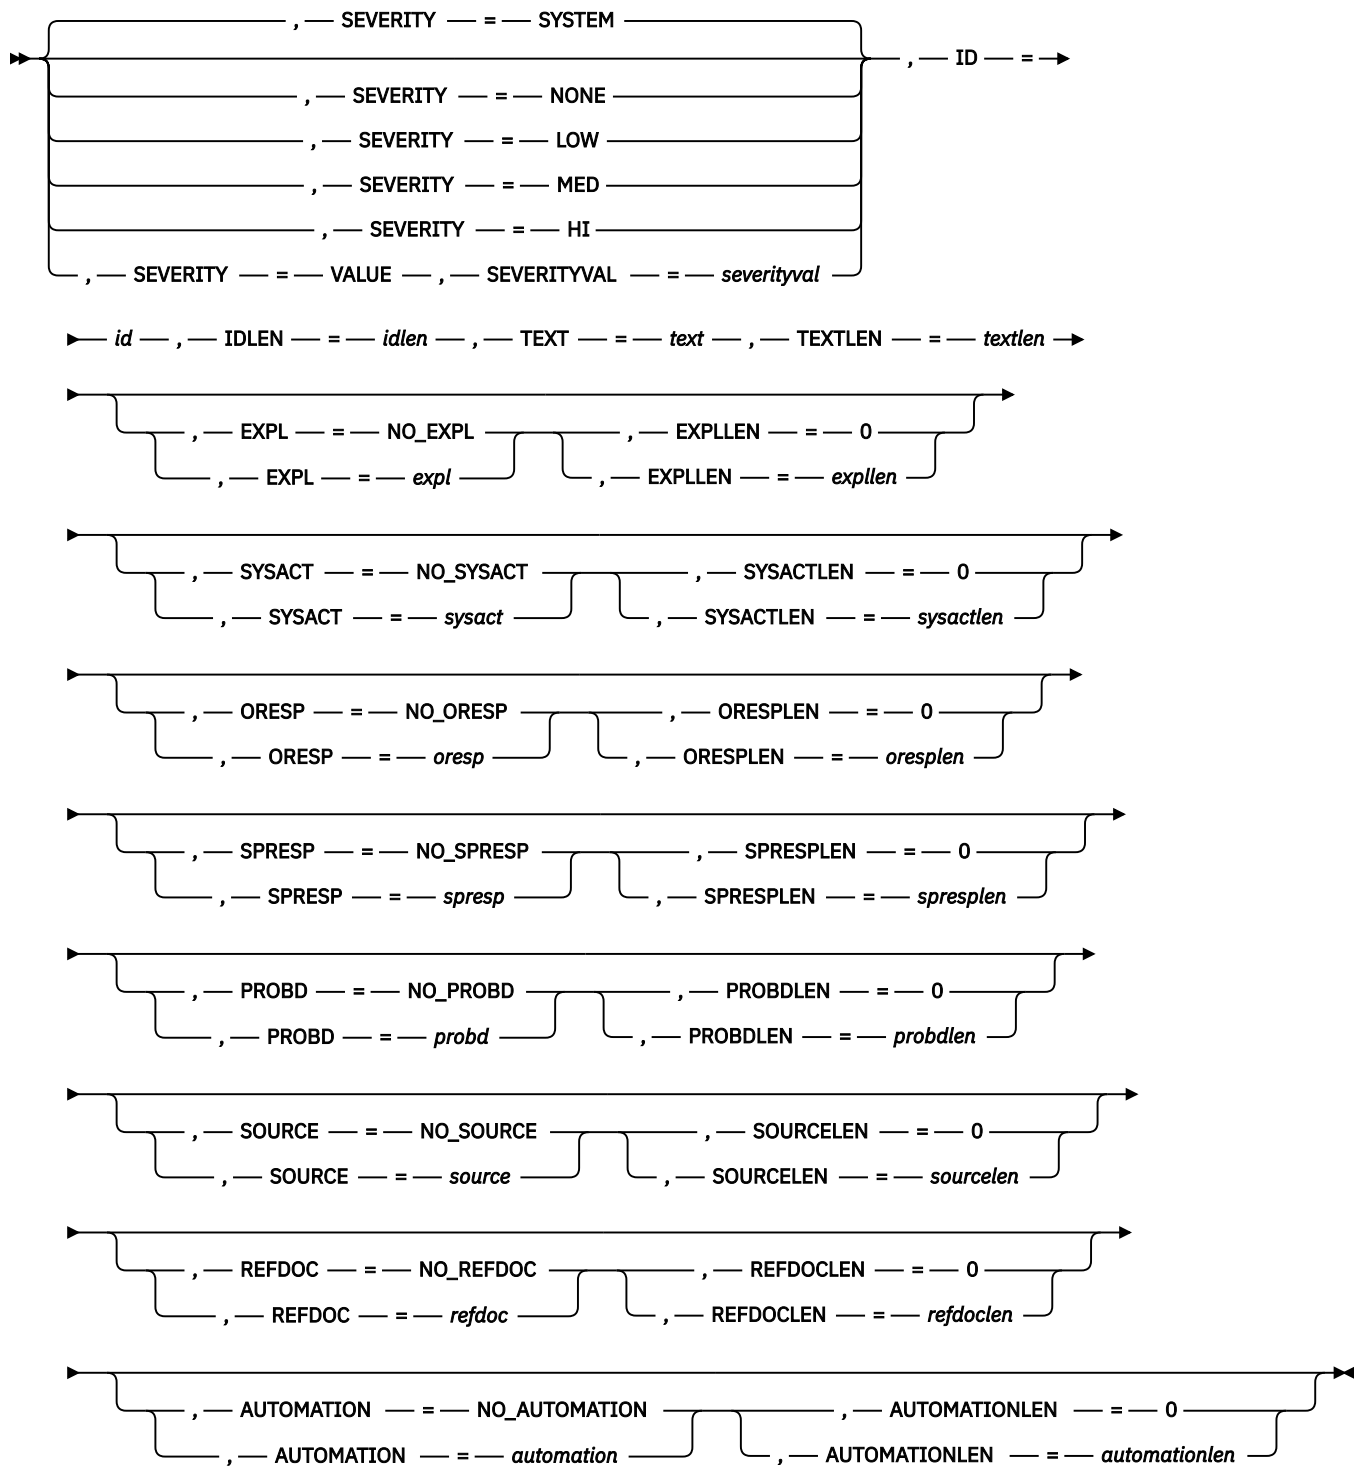 , SEVERITY = SYSTEM
, ID =
, SEVERITY = NONE
, SEVERITY = LOW
, SEVERITY = MED
, SEVERITY = HI
, SEVERITY = VALUE , SEVERITYVAL = severityval
id , IDLEN = idlen , TEXT = text , TEXTLEN = textlen
, EXPL = NO_EXPL , EXPLLEN = 0
, EXPL = expl , EXPLLEN = expllen
, SYSACT = NO_SYSACT , SYSACTLEN = 0
, SYSACT = sysact , SYSACTLEN = sysactlen
, ORESP = NO_ORESP , ORESPLEN = 0
, ORESP = oresp , ORESPLEN = oresplen
, SPRESP = NO_SPRESP , SPRESPLEN = 0
, SPRESP = spresp , SPRESPLEN = spresplen
, PROBD = NO_PROBD , PROBDLEN = 0
, PROBD = probd , PROBDLEN = probdlen
, SOURCE = NO_SOURCE , SOURCELEN = 0
, SOURCE = source , SOURCELEN = sourcelen
, REFDOC = NO_REFDOC , REFDOCLEN = 0
, REFDOC = refdoc , REFDOCLEN = refdoclen
, AUTOMATION = NO_AUTOMATION , AUTOMATIONLEN = 0
, AUTOMATION = automation , AUTOMATIONLEN = automationlen